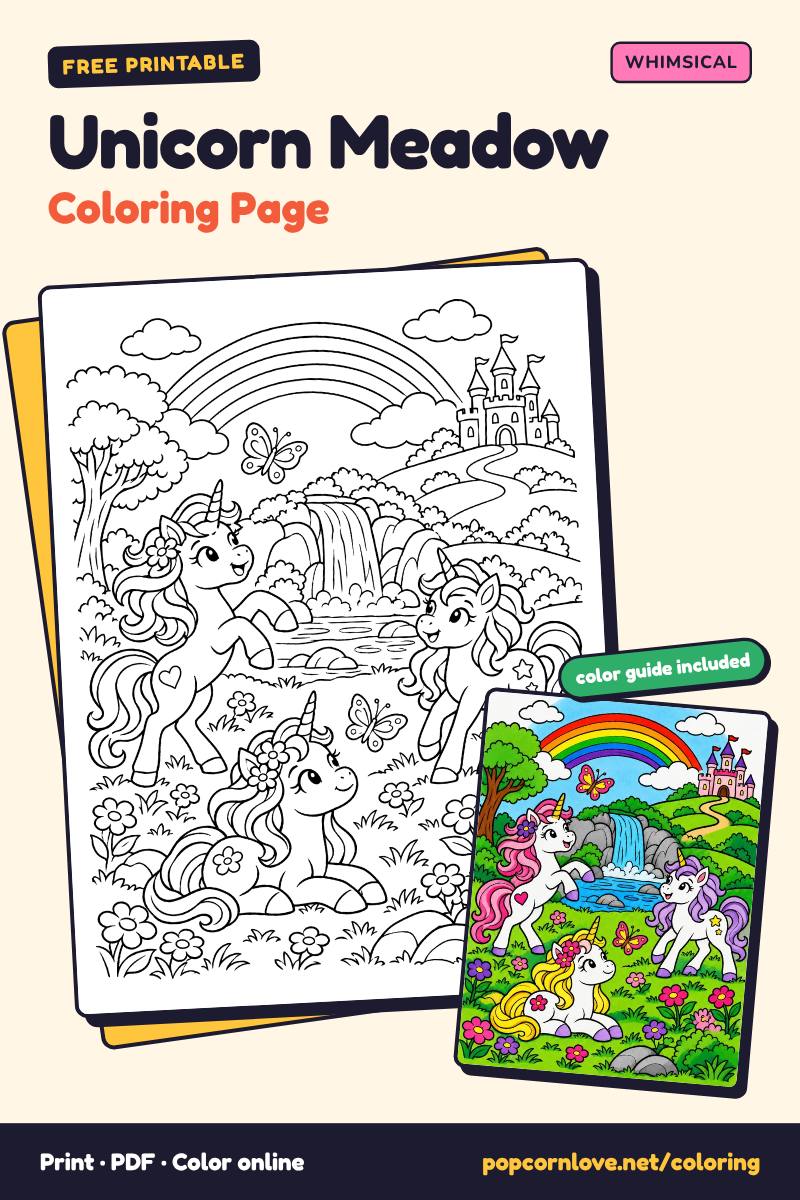 FREE PRINTABLE
WHIMSICAL
Unicorn Meadow
Coloring Page
color guide included
Print · PDF · Color online
popcornlove.net/coloring